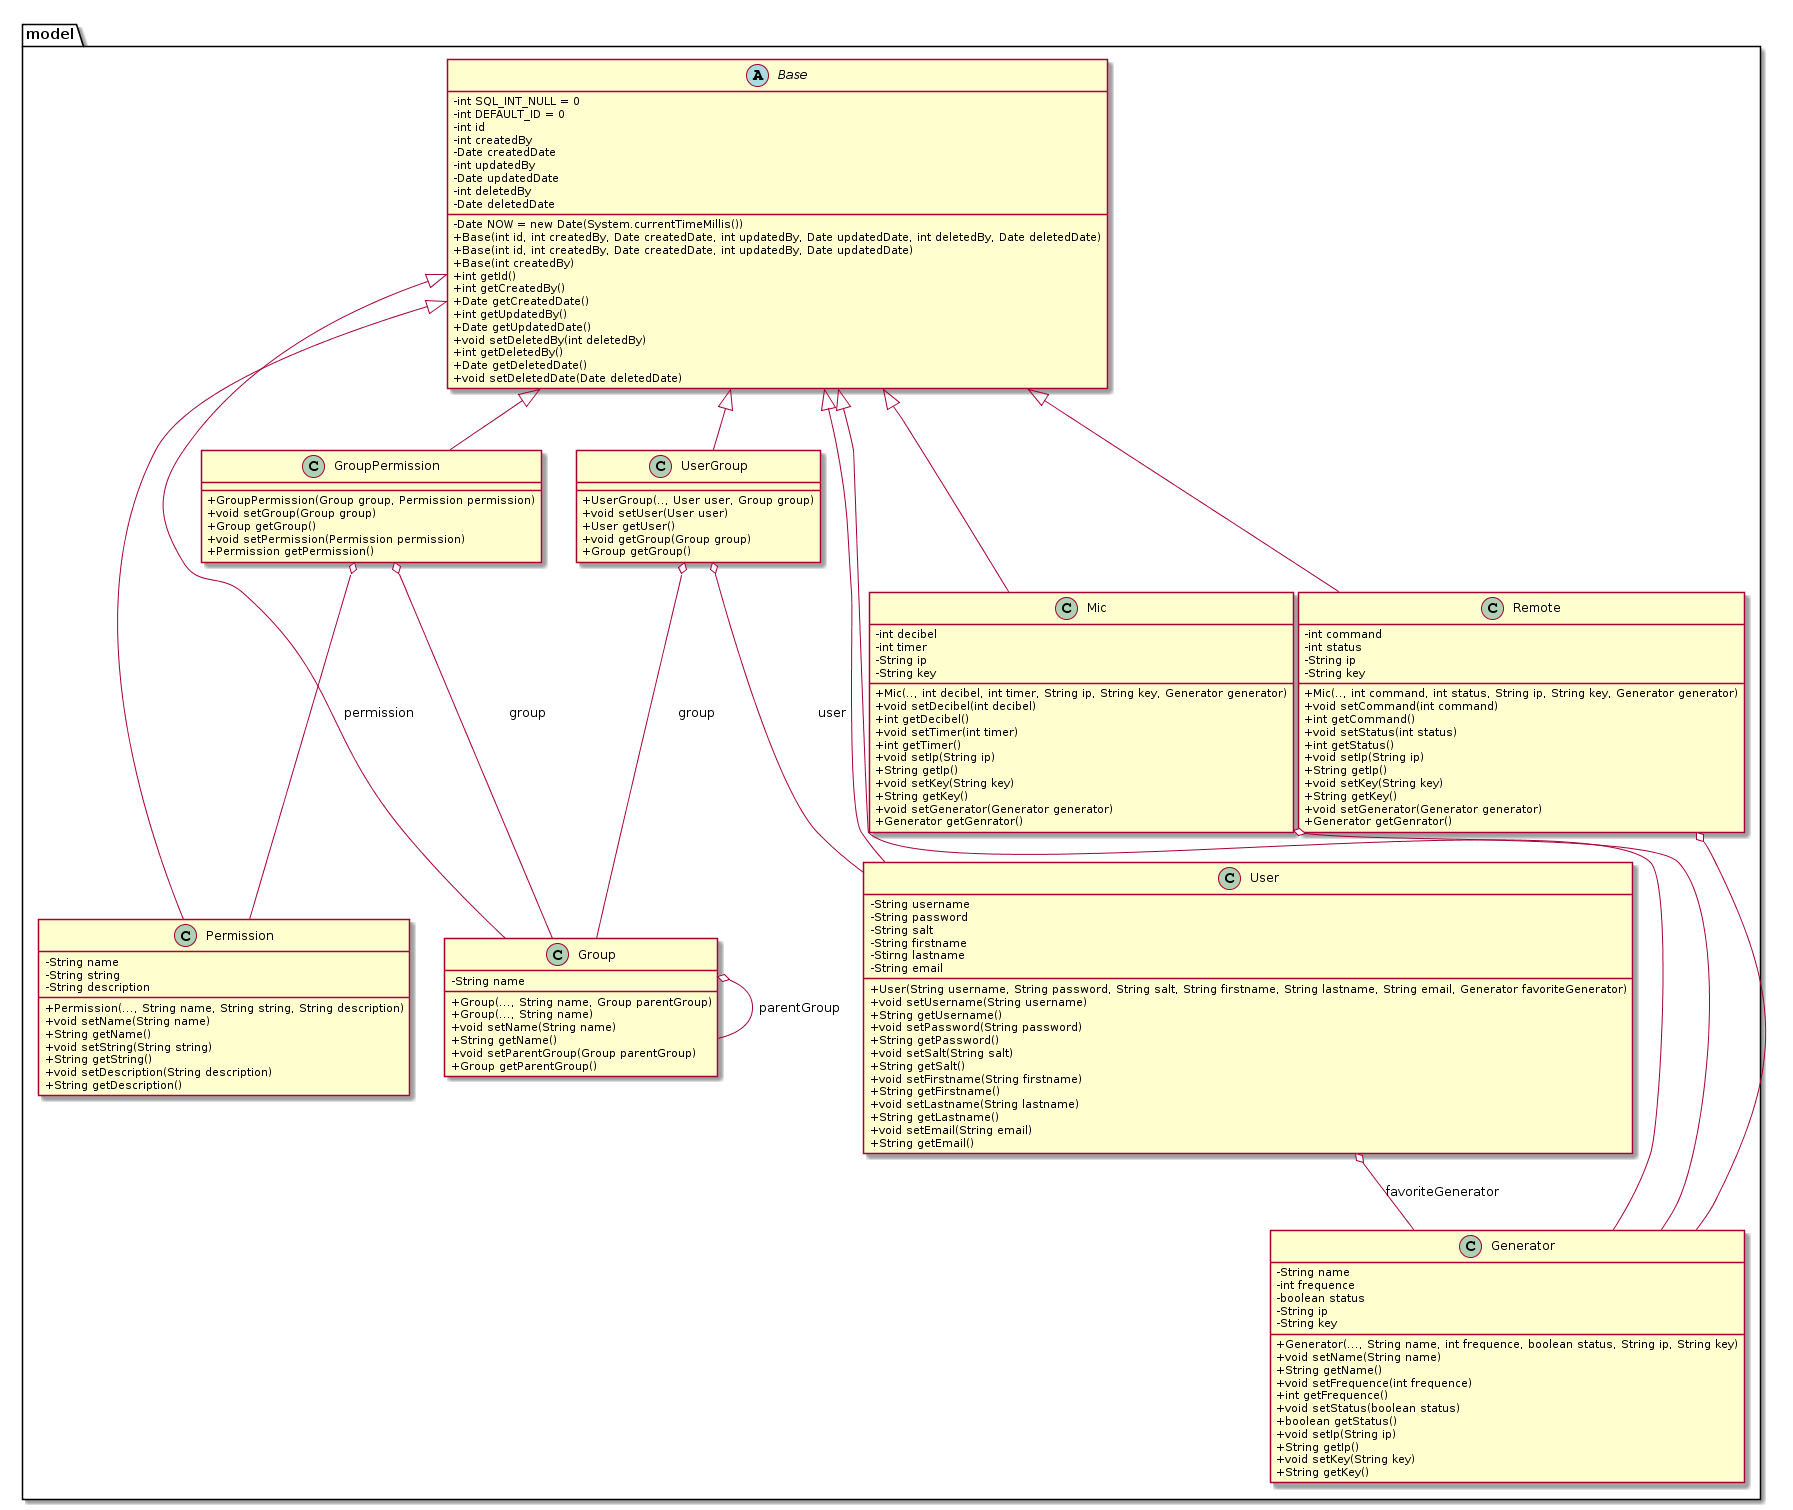 model
Base
-int SQL_INT_NULL = 0
-int DEFAULT_ID = 0
-int id
-int createdBy
-Date createdDate
-int updatedBy
-Date updatedDate
-int deletedBy
-Date deletedDate
-Date NOW = new Date(System.currentTimeMillis())
+Base(int id, int createdBy, Date createdDate, int updatedBy, Date updatedDate, int deletedBy, Date deletedDate)
+Base(int id, int createdBy, Date createdDate, int updatedBy, Date updatedDate)
+Base(int createdBy)
+int getId()
+int getCreatedBy()
+Date getCreatedDate()
+int getUpdatedBy()
+Date getUpdatedDate()
+void setDeletedBy(int deletedBy)
+int getDeletedBy()
+Date getDeletedDate()
+void setDeletedDate(Date deletedDate)
GroupPermission
+GroupPermission(Group group, Permission permission)
+void setGroup(Group group)
+Group getGroup()
+void setPermission(Permission permission)
+Permission getPermission()
UserGroup
+UserGroup(.., User user, Group group)
+void setUser(User user)
+User getUser()
+void getGroup(Group group)
+Group getGroup()
Mic
-int decibel
-int timer
-String ip
-String key
+Mic(.., int decibel, int timer, String ip, String key, Generator generator)
+void setDecibel(int decibel)
+int getDecibel()
+void setTimer(int timer)
+int getTimer()
+void setIp(String ip)
+String getIp()
+void setKey(String key)
+String getKey()
+void setGenerator(Generator generator)
+Generator getGenrator()
Remote
-int command
-int status
-String ip
-String key
+Mic(.., int command, int status, String ip, String key, Generator generator)
+void setCommand(int command)
+int getCommand()
+void setStatus(int status)
+int getStatus()
+void setIp(String ip)
+String getIp()
+void setKey(String key)
+String getKey()
+void setGenerator(Generator generator)
+Generator getGenrator()
permission
group
group
user
Permission
-String name
-String string
-String description
+Permission(..., String name, String string, String description)
+void setName(String name)
+String getName()
+void setString(String string)
+String getString()
+void setDescription(String description)
+String getDescription()
Group
-String name
+Group(..., String name, Group parentGroup)
+Group(..., String name)
+void setName(String name)
+String getName()
+void setParentGroup(Group parentGroup)
+Group getParentGroup()
parentGroup
User
-String username
-String password
-String salt
-String firstname
-Stirng lastname
-String email
+User(String username, String password, String salt, String firstname, String lastname, String email, Generator favoriteGenerator)
+void setUsername(String username)
+String getUsername()
+void setPassword(String password)
+String getPassword()
+void setSalt(String salt)
+String getSalt()
+void setFirstname(String firstname)
+String getFirstname()
+void setLastname(String lastname)
+String getLastname()
+void setEmail(String email)
+String getEmail()
favoriteGenerator
Generator
-String name
-int frequence
-boolean status
-String ip
-String key
+Generator(..., String name, int frequence, boolean status, String ip, String key)
+void setName(String name)
+String getName()
+void setFrequence(int frequence)
+int getFrequence()
+void setStatus(boolean status)
+boolean getStatus()
+void setIp(String ip)
+String getIp()
+void setKey(String key)
+String getKey()